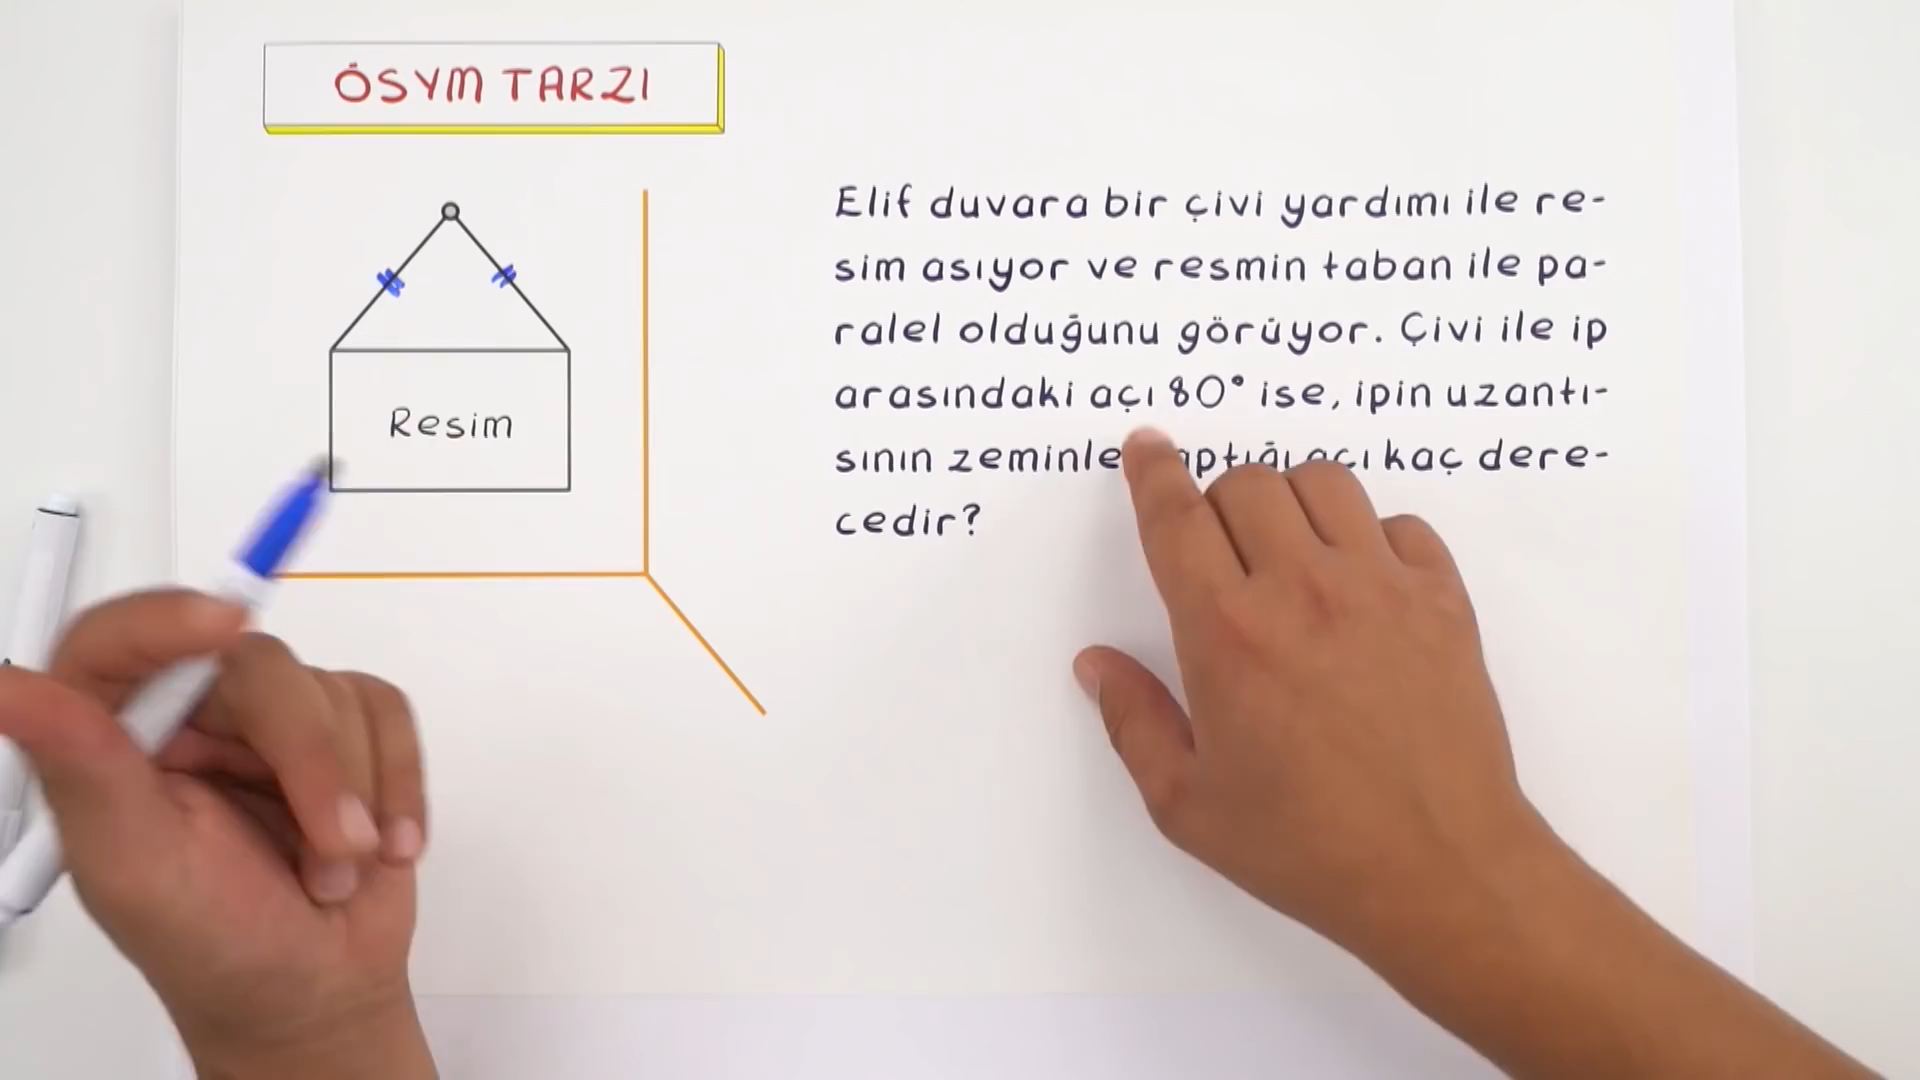 ÖSYM TARZI
Resim
Elif duvara bir çivi yardımı ile re-
sim asıyor ve resmin taban ile pa-
ralel olduğunu görüyor. Çivi ile ip
arasındaki açı 80° ise, ipin uzantı-
sının zeminle açı kaç dere-
cedir?